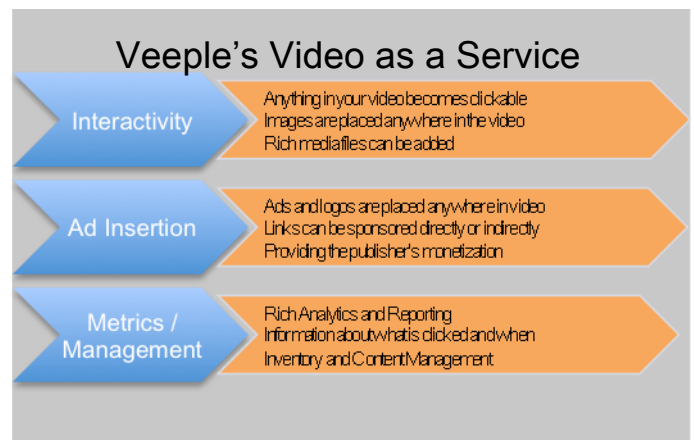 Veeple's Video as a Service
Interactivity
Anything in your video becomes clickable
Images are placed anywhere in the video
Rich media files can be added
Ad Insertion
Ads and logos are placed anywhere in video
Links can be sponsored directly or indirectly
Providing the publisher's monetization
Metrics /
Management
Rich Analytics and Reporting
Information about what is clicked and when
Inventory and Content Management